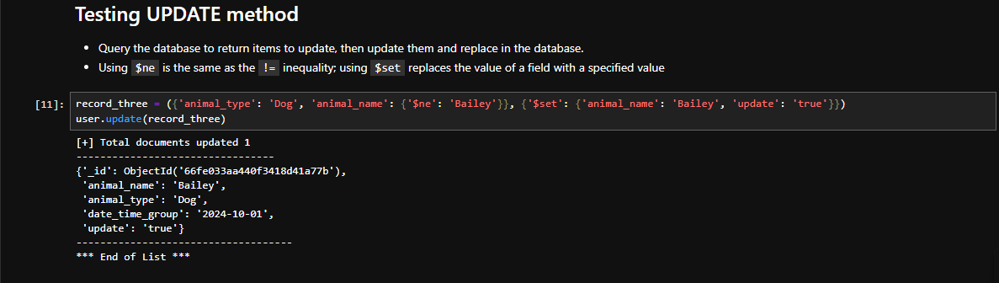 Testing UPDATE method
• Query the database to return items to update, then update them and replace in the database.
• Using $ne is the same as the != inequality; using $set replaces the value of a field with a specified value
[11]: record_three = ({'animal_type': 'Dog', 'animal_name': {'$ne': 'Bailey'}}, {'$set': {'animal_name': 'Bailey', 'update': 'true'}})
user.update(record_three)
[+] Total documents updated 1
---------------------------------
{'_id': ObjectId('66fe033aa440f3418d41a77b'),
 'animal_name': 'Bailey',
 'animal_type': 'Dog',
 'date_time_group': '2024-10-01',
 'update': 'true'}
------------------------------------
*** End of List ***